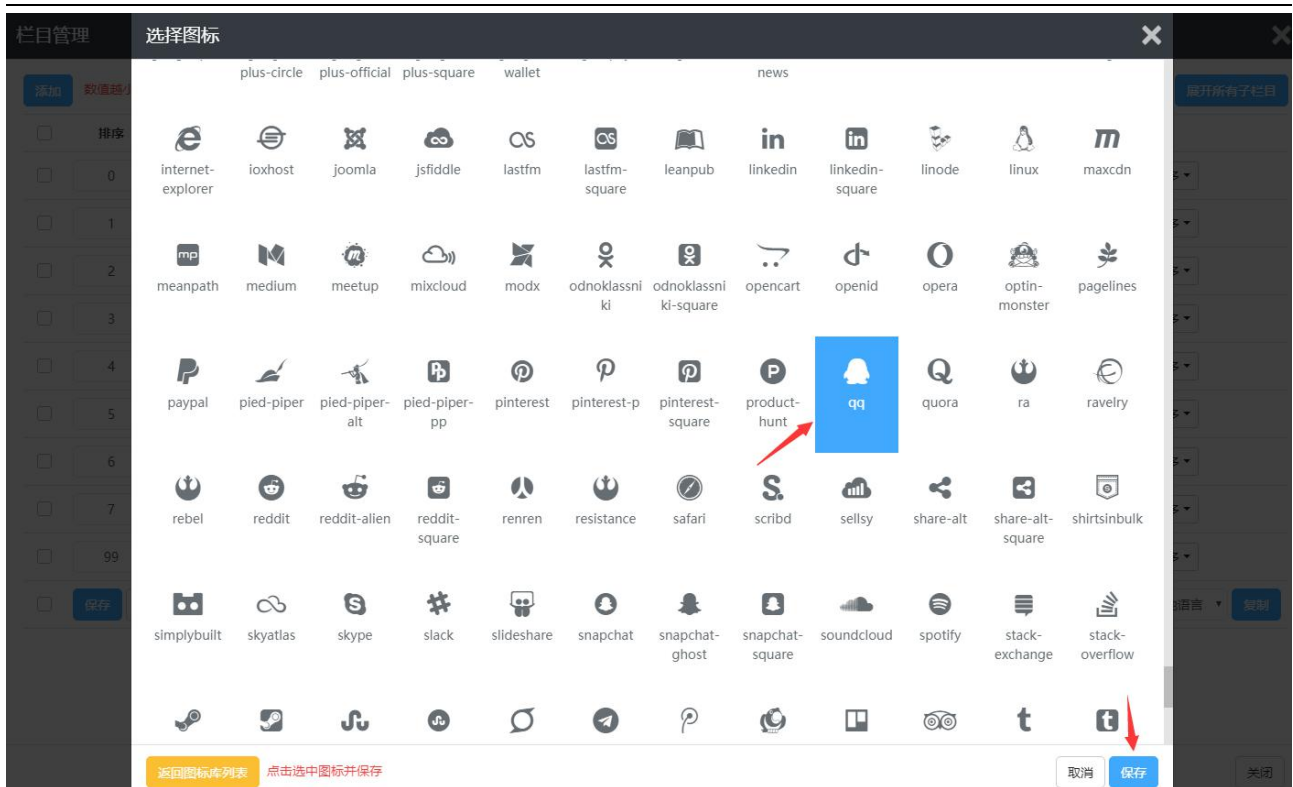 栏目管理
选择图标
添加
数值越小
展开所有子栏目
排序
0
1
2
3
4
5
6
7
99
保存
复制
关闭
plus-circle plus-official plus-square wallet news
internet-explorer ioxhost joomla jsfiddle lastfm lastfm-square leanpub linkedin linkedin-square linode linux maxcdn
meanpath medium meetup mixcloud modx odnoklassniki odnoklassniki-square opencart openid opera optin-monster pagelines
paypal pied-piper pied-piper-alt pied-piper-pp pinterest pinterest-p pinterest-square product-hunt qq quora ra ravelry
rebel reddit reddit-alien reddit-square renren resistance safari scribd sellsy share-alt share-alt-square shirtsinbulk
simplybuilt skyatlas skype slack slideshare snapchat snapchat-ghost snapchat-square soundcloud spotify stack-exchange stack-overflow
返回图标库列表 点击选中图标并保存
取消 保存